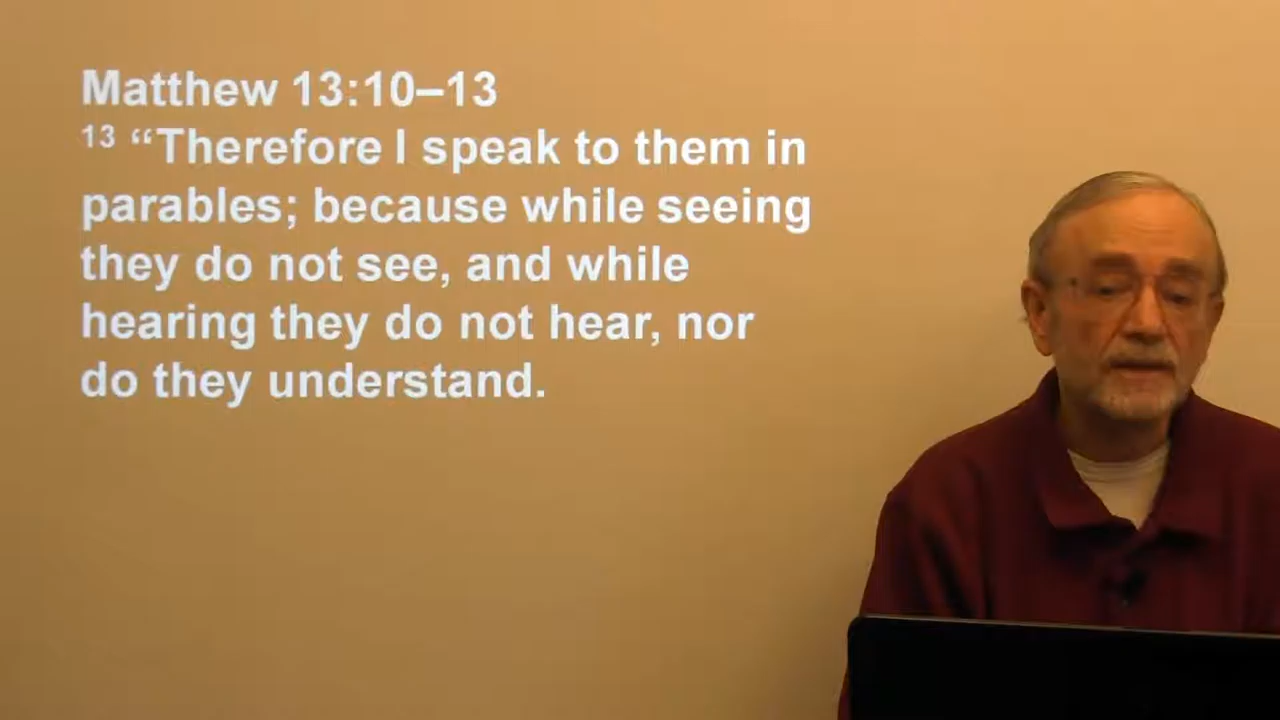 Matthew 13:10–13
13 “Therefore I speak to them in
parables; because while seeing
they do not see, and while
hearing they do not hear, nor
do they understand.